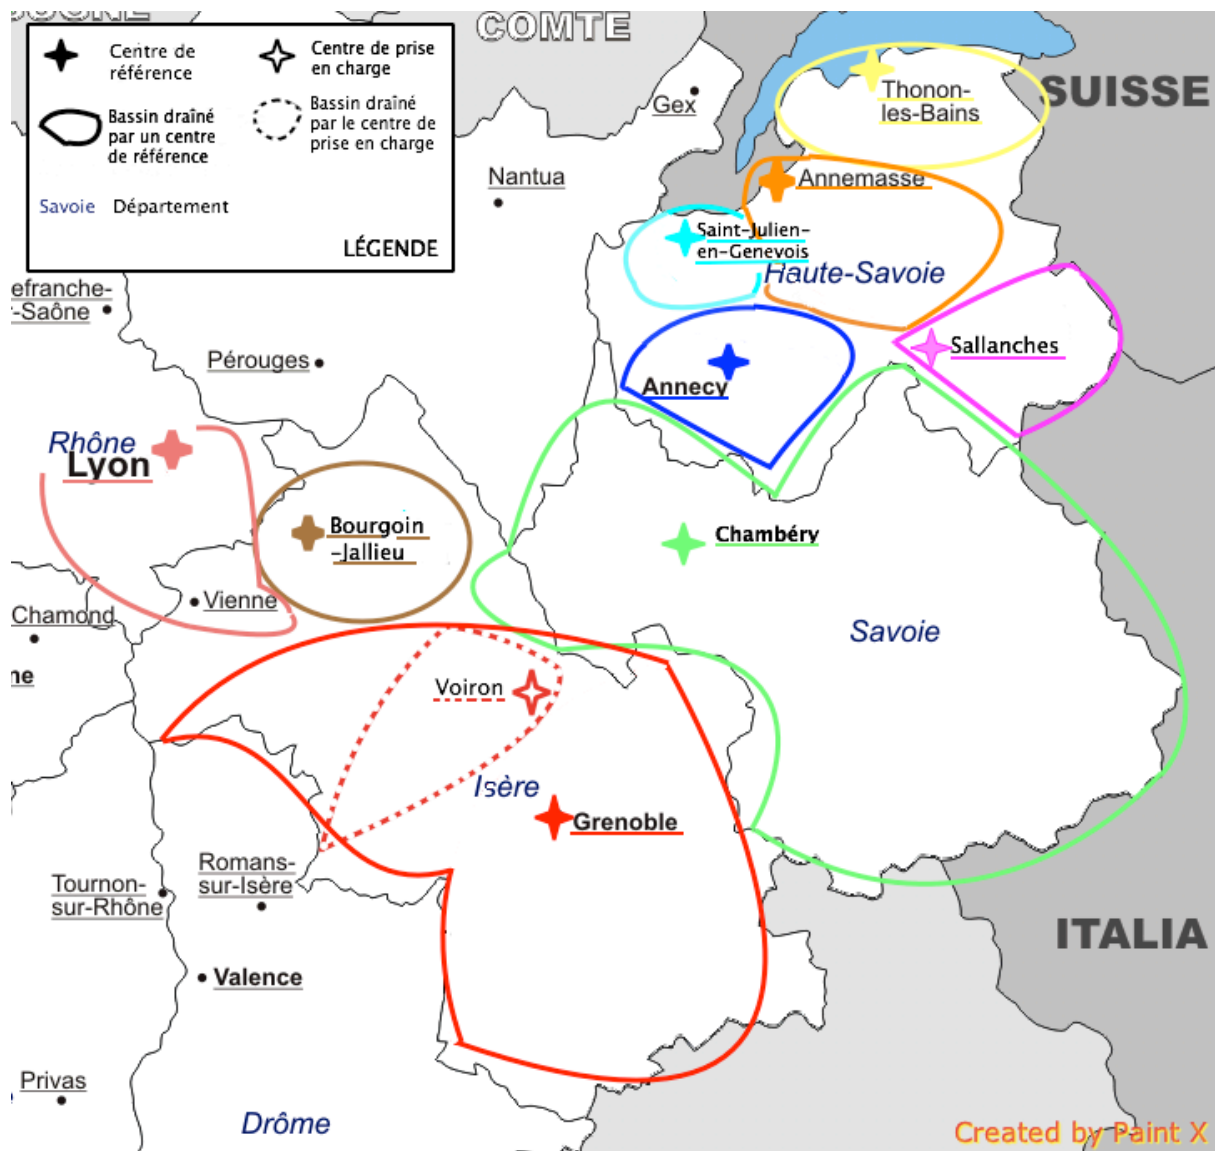 COMTE
Centre de
référence
Centre de prise
en charge
Bassin draîné
par un centre
de référence
Bassin draîné
par le centre de
prise en charge
Savoie Département
LÉGENDE
SUISSE
Gex
Thonon-
les-Bains
Nantua
Annemasse
Saint-Julien-
en-Genevois
Haute-Savoie
efranche-
r-Saône
Pérouges
Sallanches
Annecy
Rhône
Lyon
Bourgoin
-Jallieu
Chambéry
Vienne
Chamond
Savoie
ne
Voiron
Isère
Grenoble
Romans-
sur-Isère
Tournon-
sur-Rhône
ITALIA
Valence
Privas
Drôme
Created by Paint X